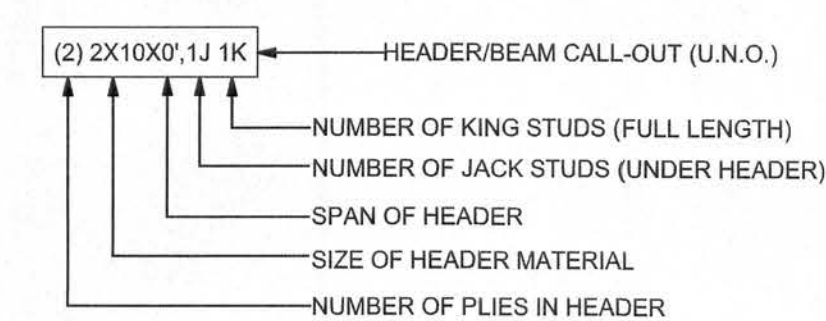 (2) 2X10X0',1J 1K
HEADER/BEAM CALL-OUT (U.N.O.)
NUMBER OF KING STUDS (FULL LENGTH)
NUMBER OF JACK STUDS (UNDER HEADER)
SPAN OF HEADER
SIZE OF HEADER MATERIAL
NUMBER OF PLIES IN HEADER